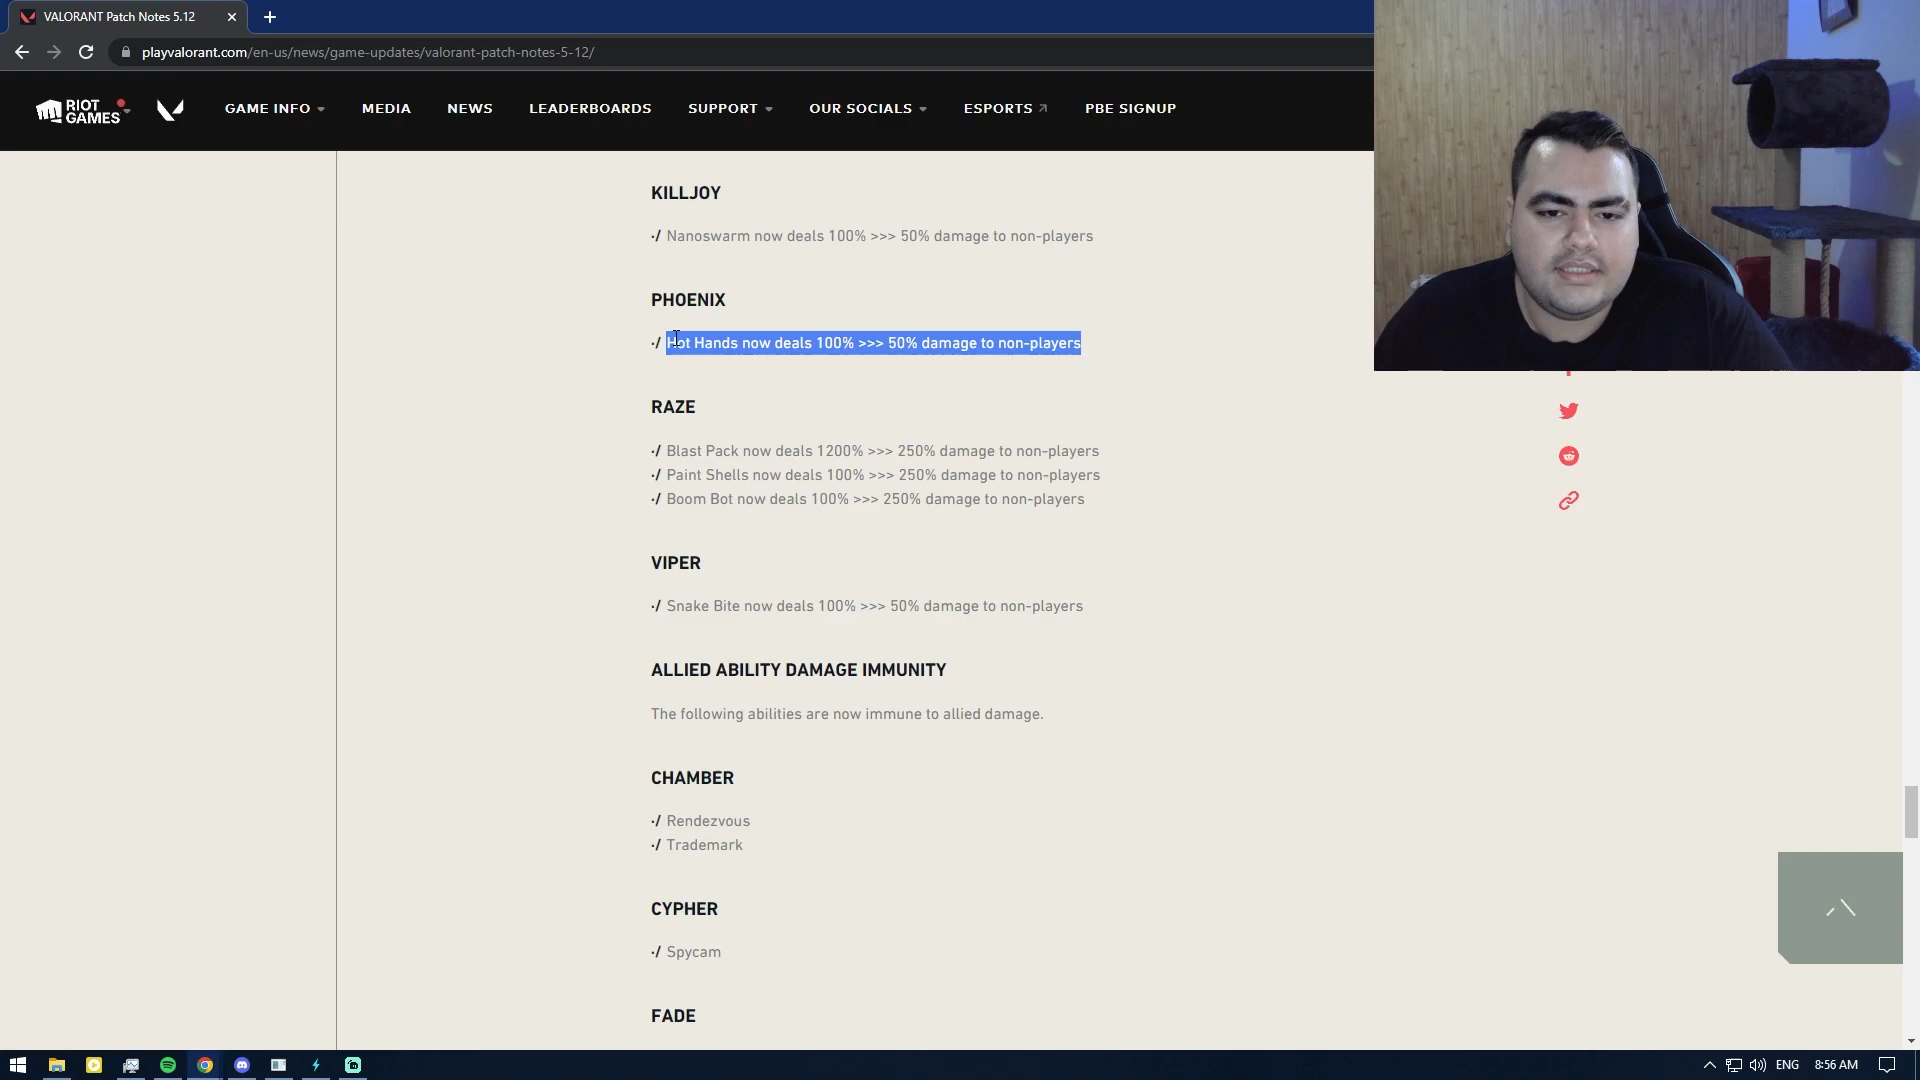 VALORANT Patch Notes 5.12
playvalorant.com/en-us/news/game-updates/valorant-patch-notes-5-12/
RIOT GAMES
GAME INFO
MEDIA
NEWS
LEADERBOARDS
SUPPORT
OUR SOCIALS
ESPORTS
PBE SIGNUP
KILLJOY
Nanoswarm now deals 100% >>> 50% damage to non-players
PHOENIX
Hot Hands now deals 100% >>> 50% damage to non-players
RAZE
Blast Pack now deals 1200% >>> 250% damage to non-players
Paint Shells now deals 100% >>> 250% damage to non-players
Boom Bot now deals 100% >>> 250% damage to non-players
VIPER
Snake Bite now deals 100% >>> 50% damage to non-players
ALLIED ABILITY DAMAGE IMMUNITY
The following abilities are now immune to allied damage.
CHAMBER
Rendezvous
Trademark
CYPHER
Spycam
FADE
ENG
8:56 AM